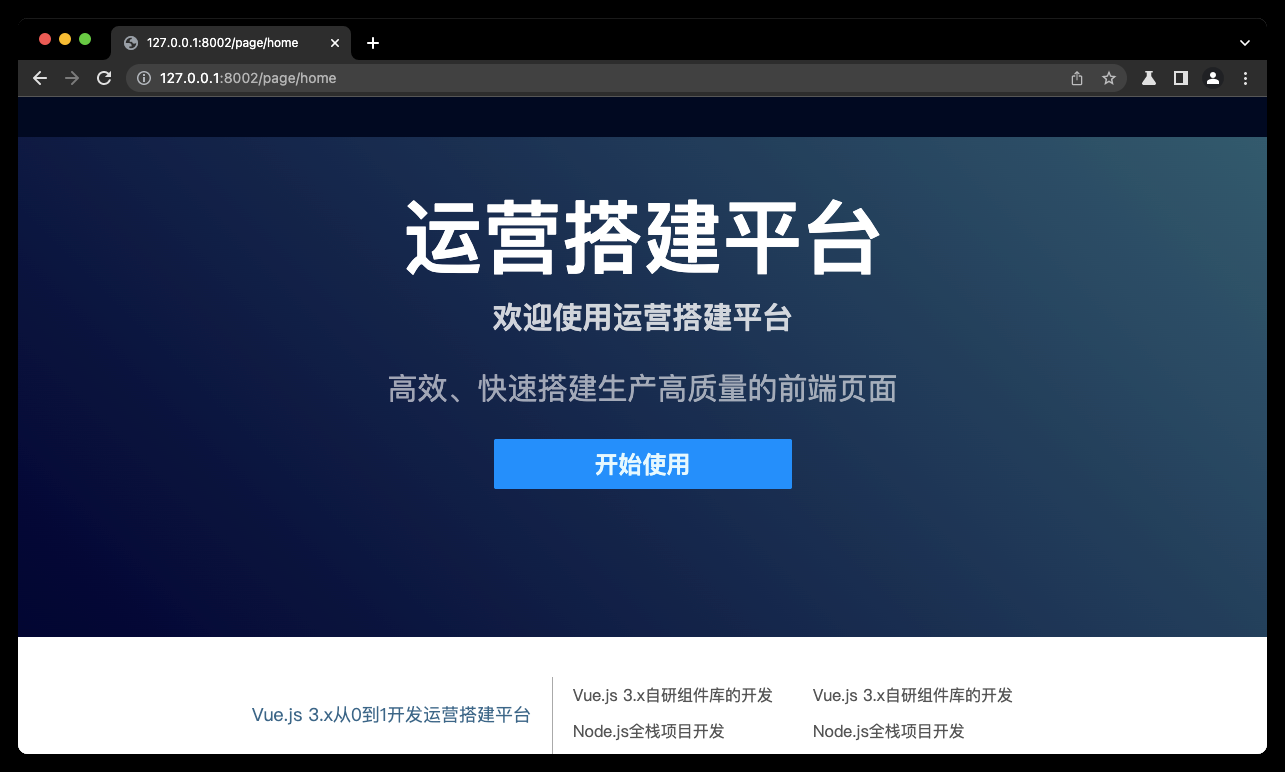 127.0.0.1:8002/page/home
127.0.0.1:8002/page/home
运营搭建平台
欢迎使用运营搭建平台
高效、快速搭建生产高质量的前端页面
开始使用
Vue.js 3.x从0到1开发运营搭建平台
Vue.js 3.x自研组件库的开发
Node.js全栈项目开发
Vue.js 3.x自研组件库的开发
Node.js全栈项目开发